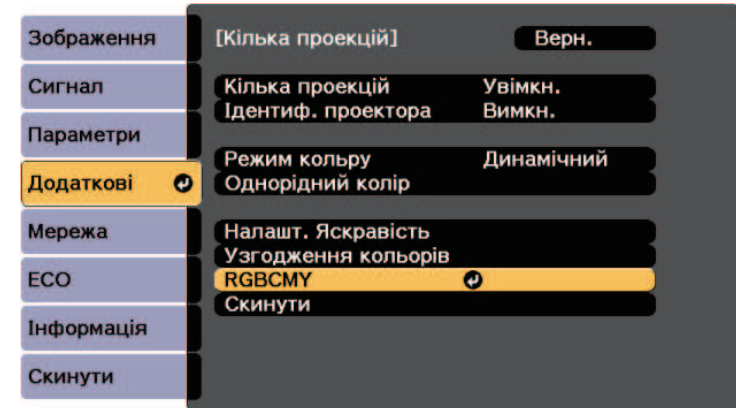 Зображення
Сигнал
Параметри
Додаткові
Мережа
ECO
Інформація
Скинути
[Кілька проекцій] Верн.
Кілька проекцій Увімкн.
Ідентиф. проектора Вимкн.
Режим кольру Динамічний
Однорідний колір
Налашт. Яскравість
Узгодження кольорів
RGBCMY
Скинути